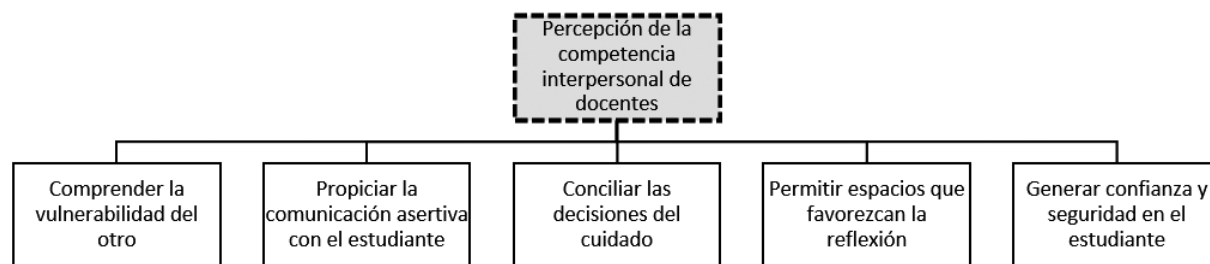 Percepción de la
competencia
interpersonal de
docentes
Comprender la
vulnerabilidad del
otro
Propiciar la
comunicación asertiva
con el estudiante
Conciliar las
decisiones del
cuidado
Permitir espacios que
favorezcan la
reflexión
Generar confianza y
seguridad en el
estudiante